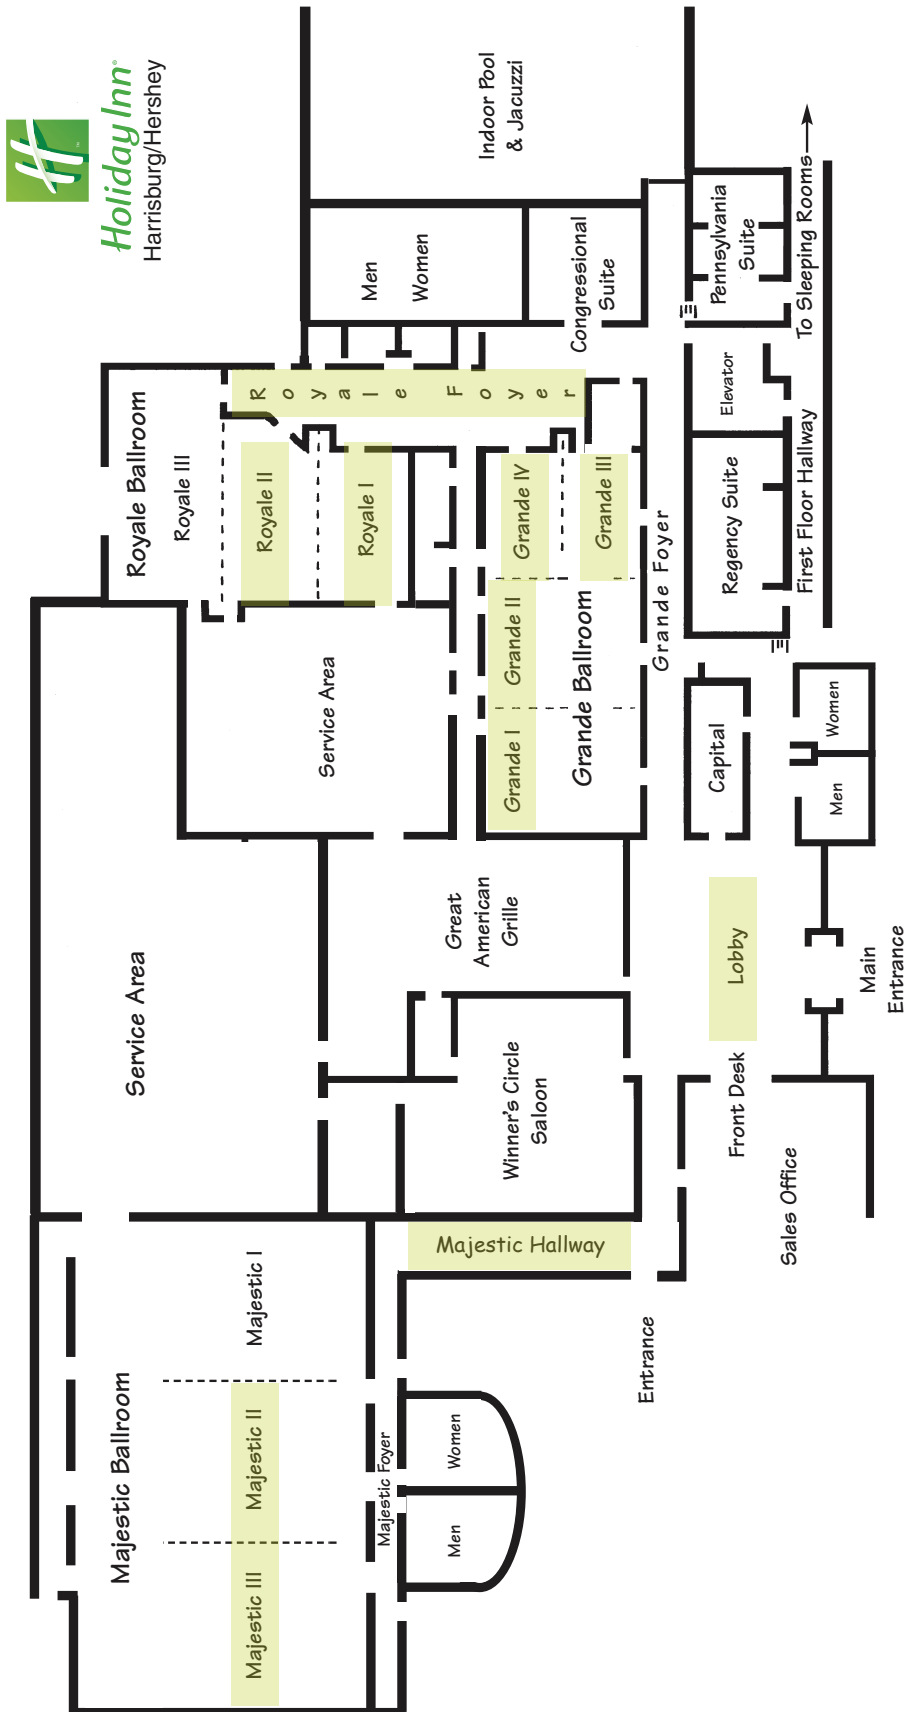 Holiday Inn®
Harrisburg/Hershey
Indoor Pool
& Jacuzzi
Men
Women
Congressional
Suite
Pennsylvania
Suite
To Sleeping Rooms
Royale Foyer
Elevator
Royale Ballroom
Royale III
Royale II
Royale I
Grande IV
Grande III
Grande II
Grande I
Grande Ballroom
Grande Foyer
Regency Suite
First Floor Hallway
Service Area
Capital
Women
Men
Great
American
Grille
Lobby
Main
Entrance
Service Area
Winner's Circle
Saloon
Front Desk
Sales Office
Majestic Hallway
Entrance
Majestic Ballroom
Majestic I
Majestic II
Majestic III
Majestic Foyer
Women
Men